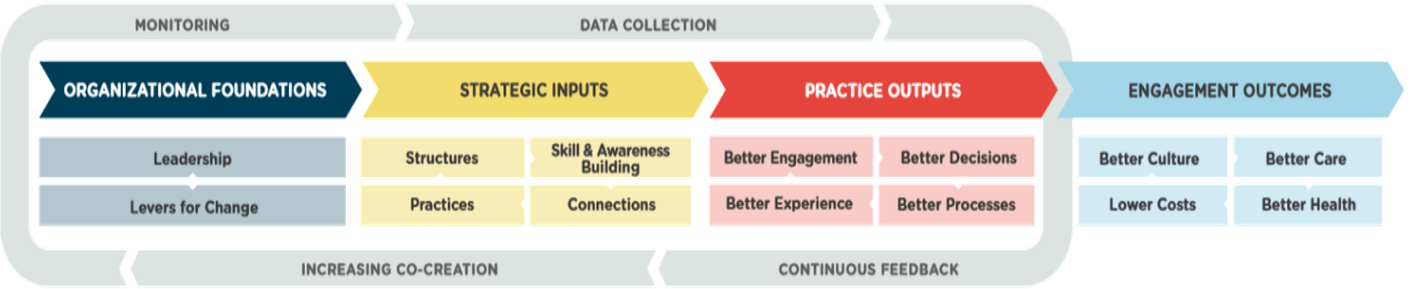 MONITORING
DATA COLLECTION
ORGANIZATIONAL FOUNDATIONS
STRATEGIC INPUTS
PRACTICE OUTPUTS
ENGAGEMENT OUTCOMES
Leadership
Levers for Change
Structures
Skill & Awareness
Building
Practices
Connections
Better Engagement
Better Decisions
Better Experience
Better Processes
Better Culture
Better Care
Lower Costs
Better Health
INCREASING CO-CREATION
CONTINUOUS FEEDBACK